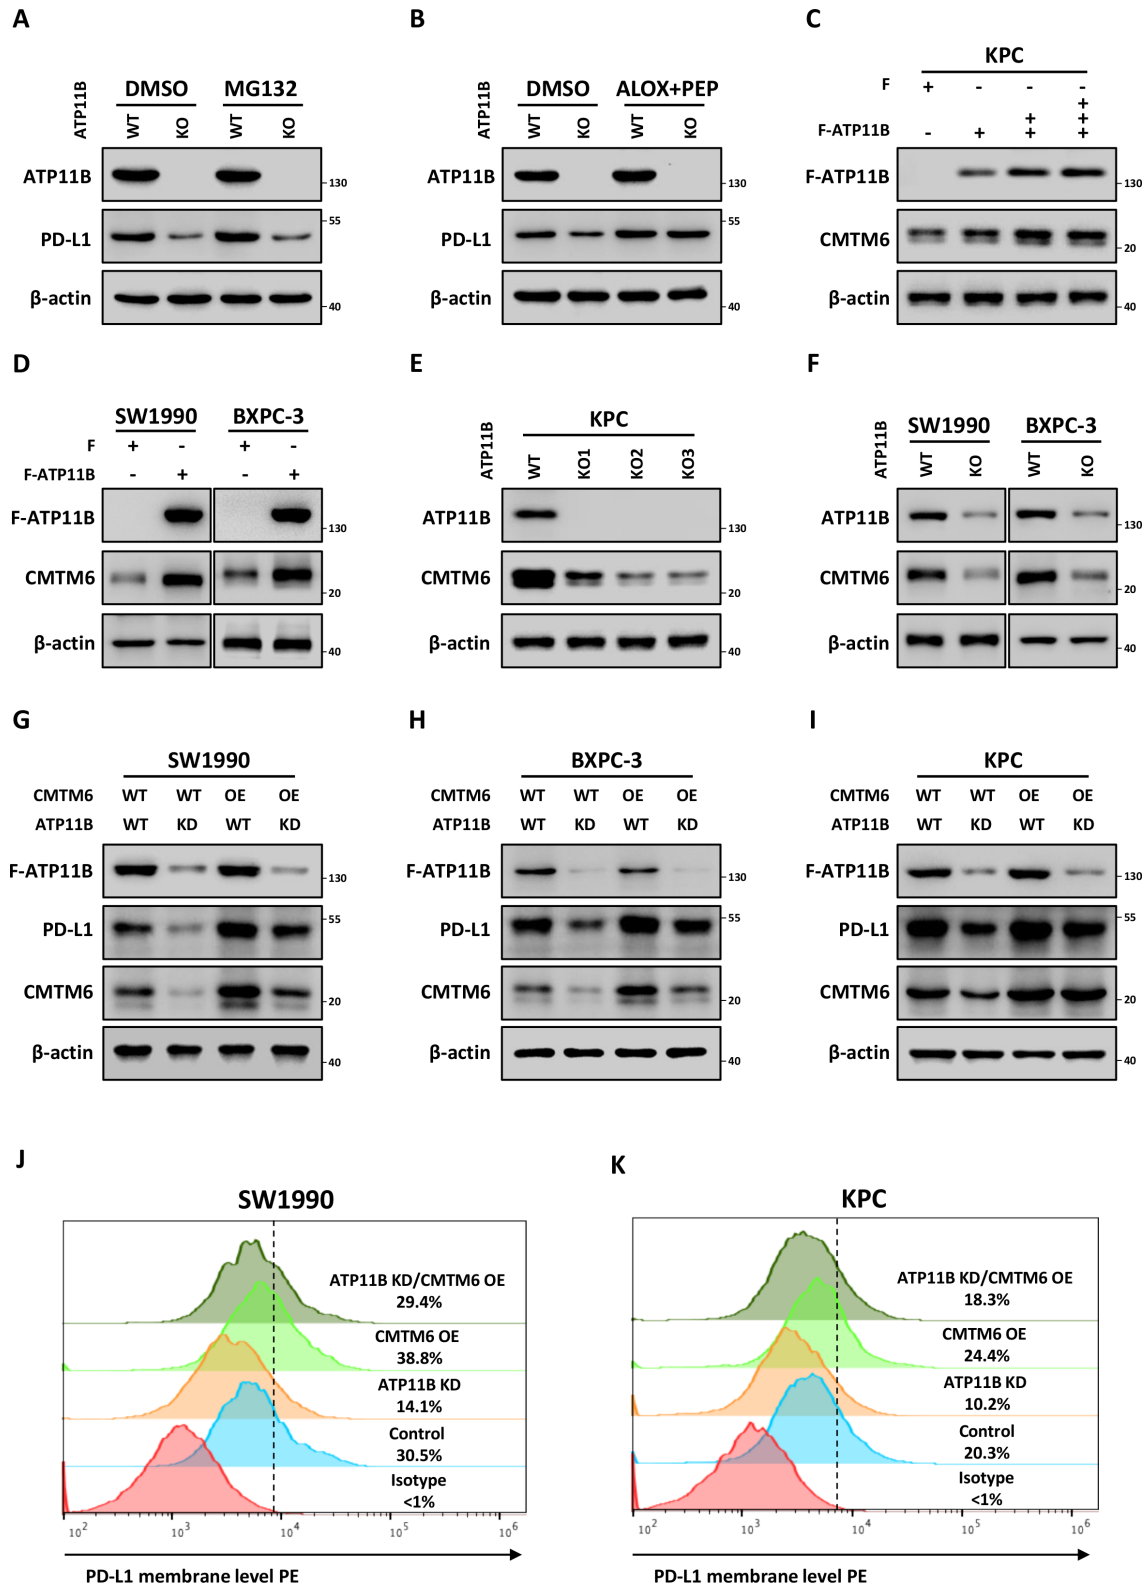 A
ATP11B
DMSO
MG132
WT
KO
WT
KO
ATP11B
130
PD-L1
55
β-actin
40
B
ATP11B
DMSO
ALOX+PEP
WT
KO
WT
KO
ATP11B
130
PD-L1
55
β-actin
40
C
KPC
F + - - -
F-ATP11B - + ++ +++
F-ATP11B
130
CMTM6
20
β-actin
40
D
SW1990
BXPC-3
F + - + -
F-ATP11B - + - +
F-ATP11B
130
CMTM6
20
β-actin
40
E
ATP11B
KPC
WT
KO1
KO2
KO3
ATP11B
130
CMTM6
20
β-actin
40
F
ATP11B
SW1990
BXPC-3
WT
KO
WT
KO
ATP11B
130
CMTM6
20
β-actin
40
G
SW1990
CMTM6 WT WT OE OE
ATP11B WT KD WT KD
F-ATP11B
130
PD-L1
55
CMTM6
20
β-actin
40
H
BXPC-3
CMTM6 WT WT OE OE
ATP11B WT KD WT KD
F-ATP11B
130
PD-L1
55
CMTM6
20
β-actin
40
I
KPC
CMTM6 WT WT OE OE
ATP11B WT KD WT KD
F-ATP11B
130
PD-L1
55
CMTM6
20
β-actin
40
J
SW1990
ATP11B KD/CMTM6 OE
29.4%
CMTM6 OE
38.8%
ATP11B KD
14.1%
Control
30.5%
Isotype
<1%
10² 10³ 10⁴ 10⁵ 10⁶
PD-L1 membrane level PE
K
KPC
ATP11B KD/CMTM6 OE
18.3%
CMTM6 OE
24.4%
ATP11B KD
10.2%
Control
20.3%
Isotype
<1%
10² 10³ 10⁴ 10⁵ 10⁶
PD-L1 membrane level PE